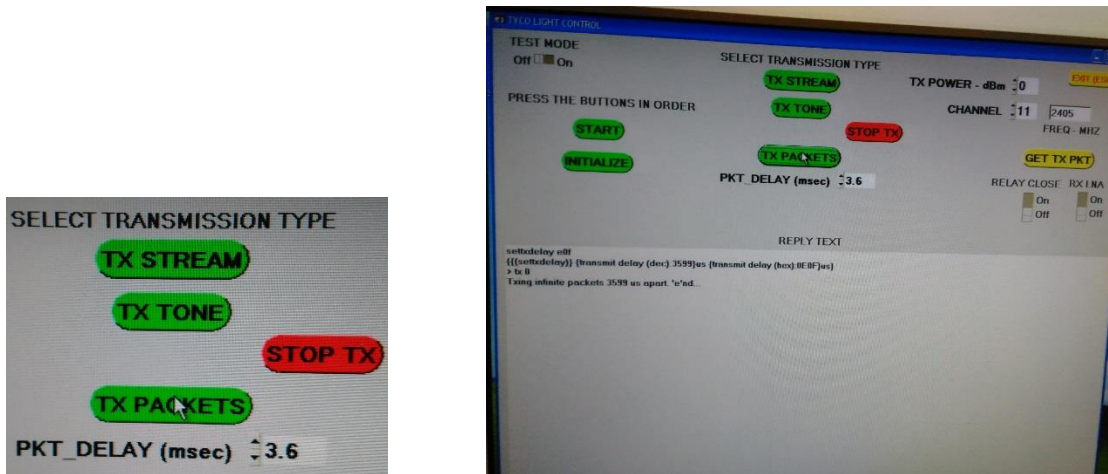 SELECT TRANSMISSION TYPE
TX STREAM
TX TONE
STOP TX
TX PACKETS
PKT_DELAY (msec) 3.6
TYCO LIGHT CONTROL
TEST MODE
Off On
SELECT TRANSMISSION TYPE
TX STREAM
TX POWER - dBm 0
EXIT (ES
PRESS THE BUTTONS IN ORDER
TX TONE
CHANNEL 11 2405
FREQ - MHZ
START
STOP TX
INITIALIZE
TX PACKETS
GET TX PKT
PKT_DELAY (msec) 3.6
RELAY CLOSE RX LNA
On On
Off Off
REPLY TEXT
settxdelay e0f
{{(settxdelay)} {transmit delay (dec):3599}us {transmit delay (hex):0E0F}us}
> tx 0
Txing infinite packets 3599 us apart. 'e'nd...